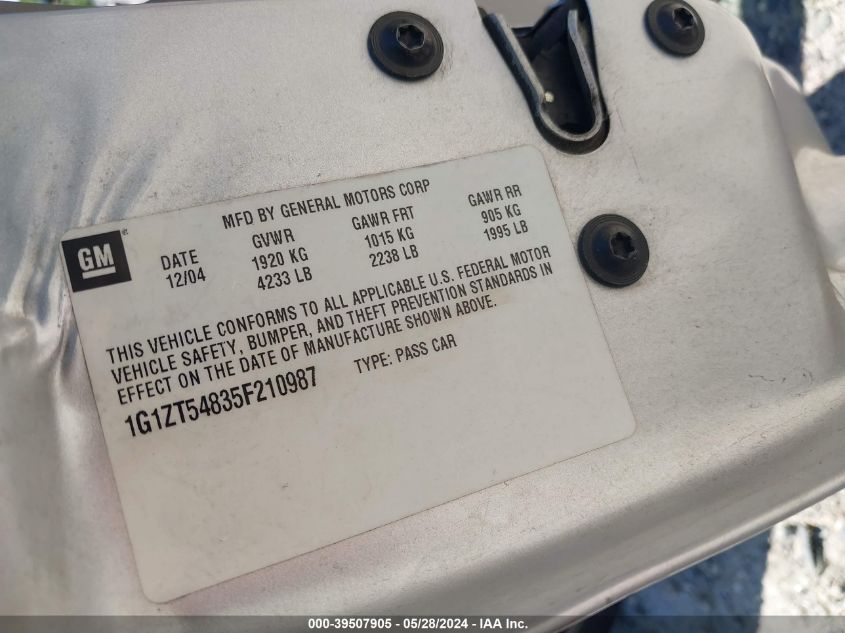 MFD BY GENERAL MOTORS CORP
GM
DATE GVWR GAWR FRT GAWR RR
12/04 1920 KG 1015 KG 905 KG
4233 LB 2238 LB 1995 LB
THIS VEHICLE CONFORMS TO ALL APPLICABLE U.S. FEDERAL MOTOR
VEHICLE SAFETY, BUMPER, AND THEFT PREVENTION STANDARDS IN
EFFECT ON THE DATE OF MANUFACTURE SHOWN ABOVE.
1G1ZT54835F210987 TYPE: PASS CAR
000-39507905 - 05/28/2024 - IAA Inc.